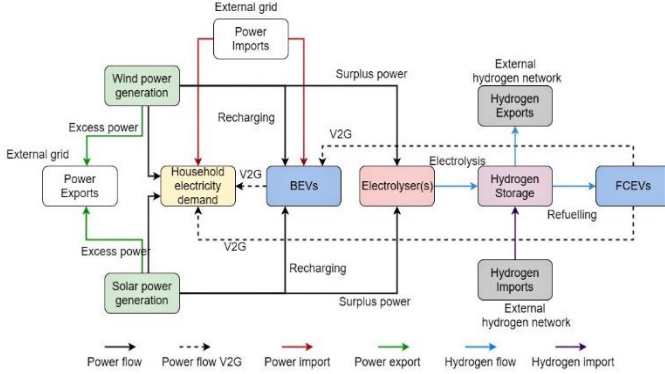 External grid
Power
Imports
Wind power
generation
Surplus power
External
hydrogen network
Hydrogen
Exports
Recharging
Excess power
V2G
External grid
Power
Exports
Household
electricity
demand
V2G
BEVs
Electrolyser(s)
Electrolysis
Hydrogen
Storage
FCEVs
Refuelling
V2G
Excess power
Recharging
Solar power
generation
Surplus power
Hydrogen
Imports
External
hydrogen network
Power flow
Power flow V2G
Power import
Power export
Hydrogen flow
Hydrogen import